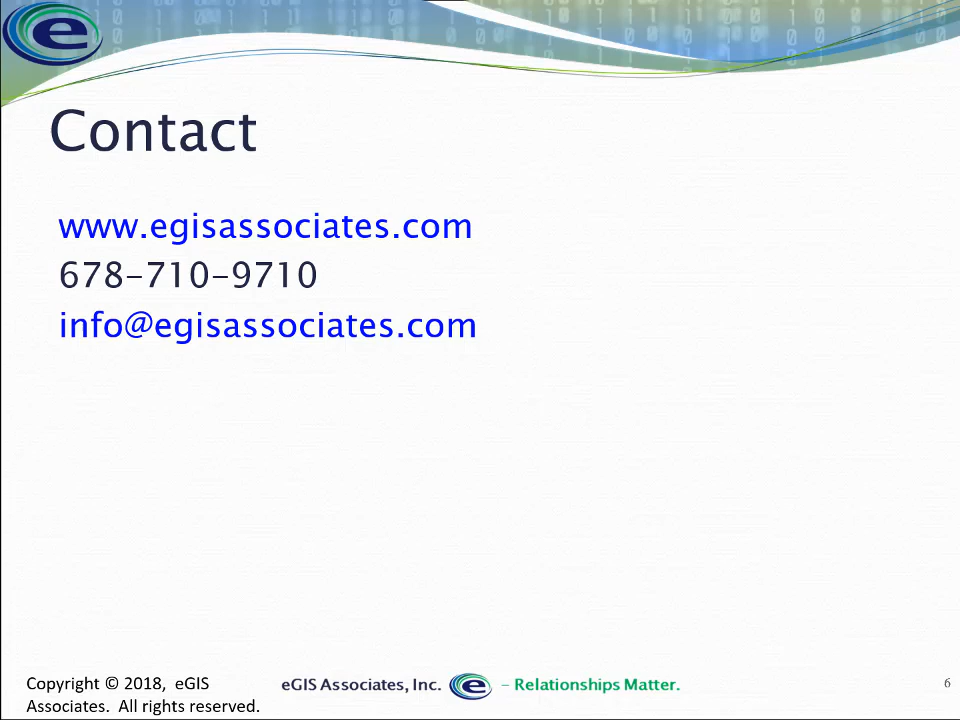 e
Contact
www.egisassociates.com
678-710-9710
info@egisassociates.com
Copyright © 2018, eGIS
Associates. All rights reserved.
eGIS Associates, Inc. e – Relationships Matter.
6